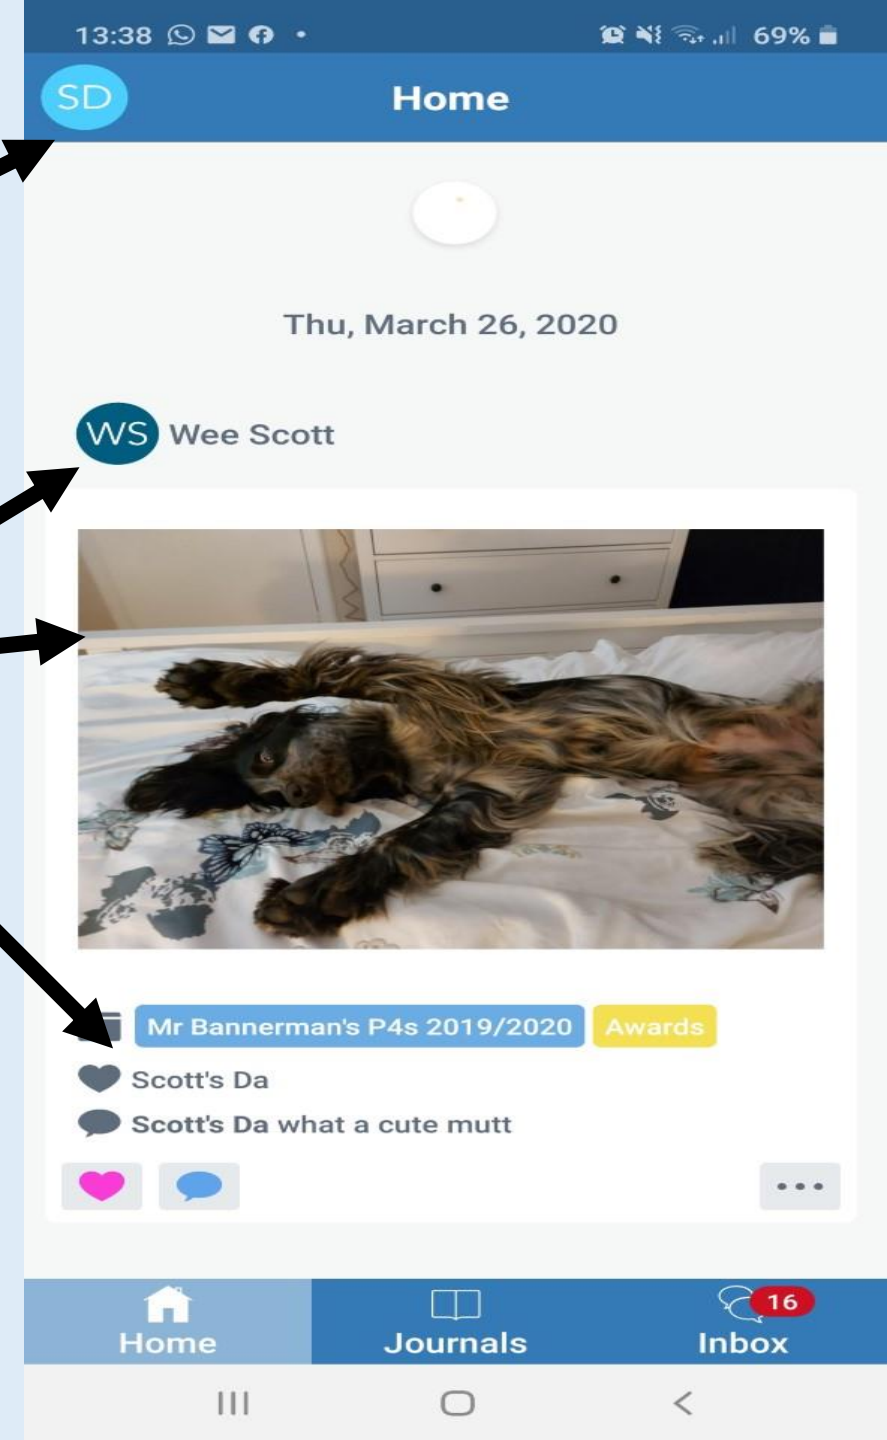 13:38 69%
SD Home
Thu, March 26, 2020
WS Wee Scott
Mr Bannerman's P4s 2019/2020 Awards
Scott's Da
Scott's Da what a cute mutt
16
Home Journals Inbox